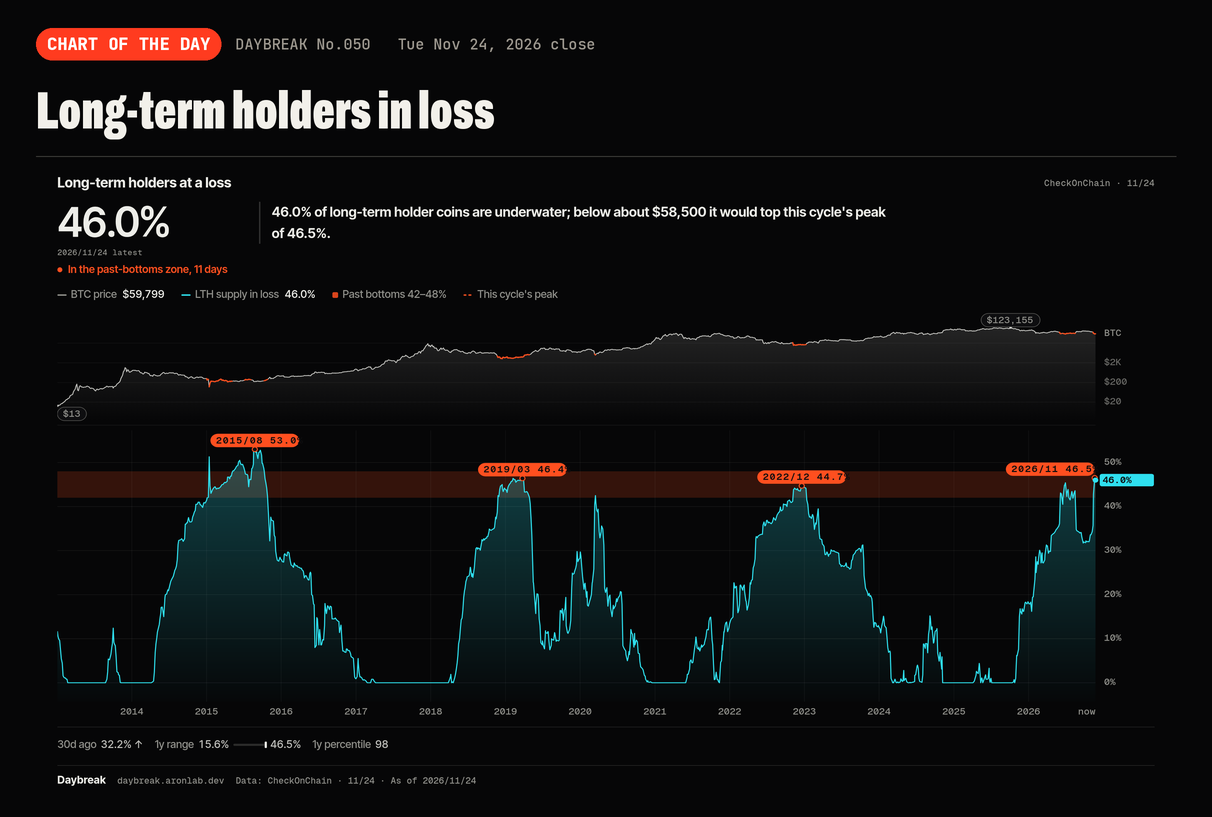 CHART OF THE DAY DAYBREAK No.050 Tue Nov 24, 2026 close
Long-term holders in loss
Long-term holders at a loss
CheckOnChain · 11/24
46.0%
46.0% of long-term holder coins are underwater; below about $58,500 it would top this cycle's peak
of 46.5%.
2026/11/24 latest
In the past-bottoms zone, 11 days
BTC price $59,799 LTH supply in loss 46.0% Past bottoms 42–48% This cycle's peak
$123,155
BTC
$2K
$200
$20
$13
2015/08 53.0
2019/03 46.4
2022/12 44.7
2026/11 46.5
50%
46.0%
40%
30%
20%
10%
0%
2014 2015 2016 2017 2018 2019 2020 2021 2022 2023 2024 2025 2026 now
30d ago 32.2% ↑ 1y range 15.6% 46.5% 1y percentile 98
Daybreak daybreak.aronlab.dev Data: CheckOnChain · 11/24 · As of 2026/11/24